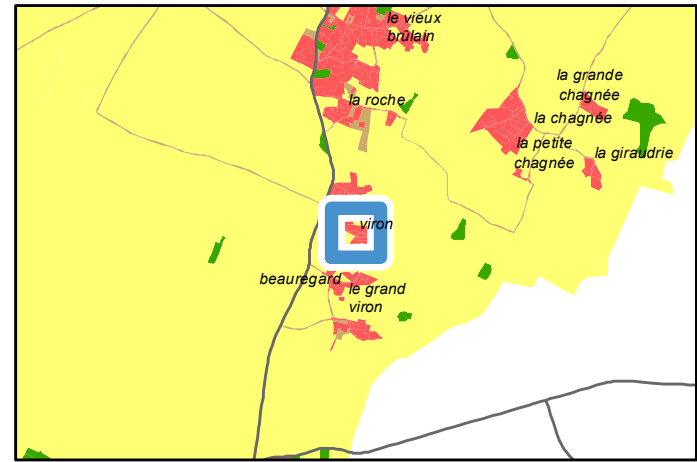 le vieux
brûlain
la grande
chagnée
la roche
la chagnée
la petite
chagnée
la giraudrie
viron
beauregard
le grand
viron